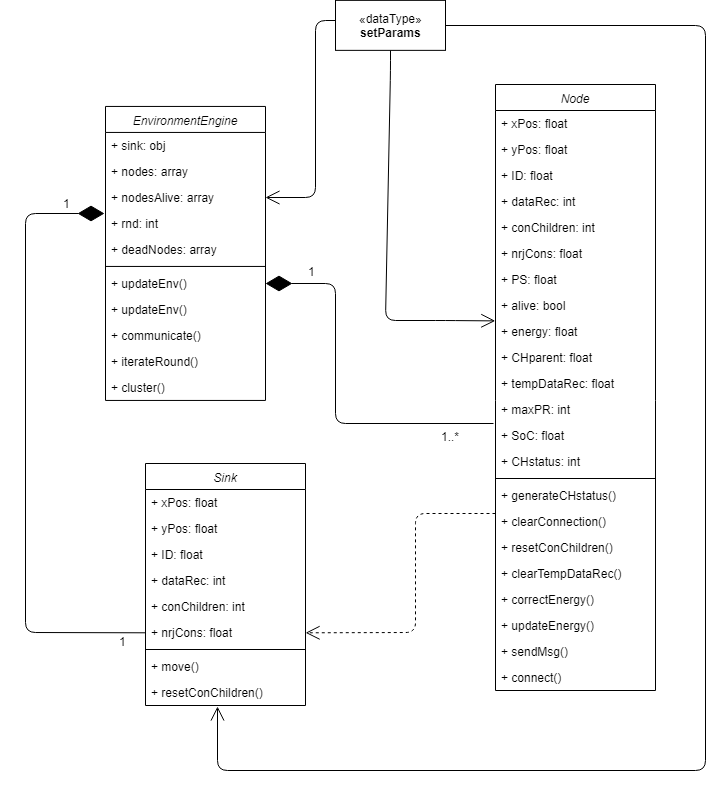 «dataType»
setParams
EnvironmentEngine
+ sink: obj
+ nodes: array
+ nodesAlive: array
+ rnd: int
+ deadNodes: array
+ updateEnv()
+ updateEnv()
+ communicate()
+ iterateRound()
+ cluster()
1
1
1..*
1
Node
+ xPos: float
+ yPos: float
+ ID: float
+ dataRec: int
+ conChildren: int
+ nrjCons: float
+ PS: float
+ alive: bool
+ energy: float
+ CHparent: float
+ tempDataRec: float
+ maxPR: int
+ SoC: float
+ CHstatus: int
+ generateCHstatus()
+ clearConnection()
+ resetConChildren()
+ clearTempDataRec()
+ correctEnergy()
+ updateEnergy()
+ sendMsg()
+ connect()
Sink
+ xPos: float
+ yPos: float
+ ID: float
+ dataRec: int
+ conChildren: int
+ nrjCons: float
+ move()
+ resetConChildren()